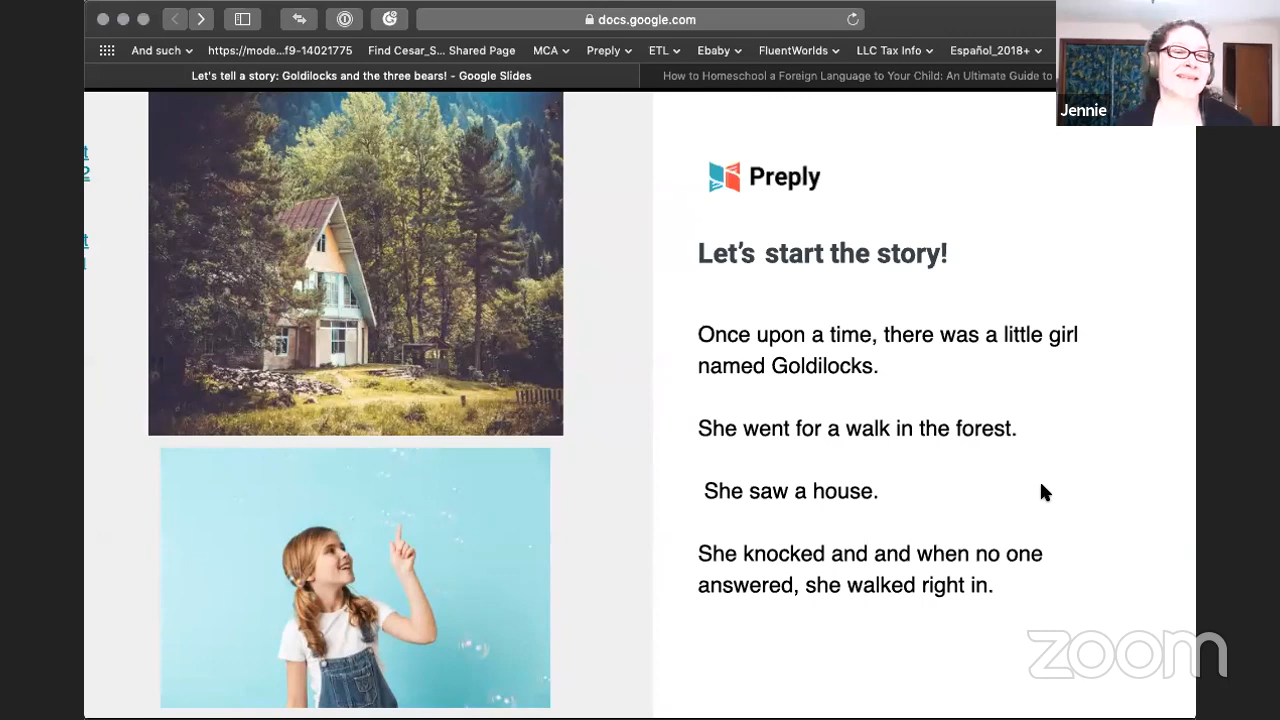 docs.google.com
And such
https://mode...f9-14021775
Find Cesar_S... Shared Page
MCA
Preply
ETL
Ebaby
FluentWorlds
LLC Tax Info
Español_2018+
Let's tell a story: Goldilocks and the three bears! - Google Slides
How to Homeschool a Foreign Language to Your Child: An Ultimate Guide to
Jennie
Preply
Let's start the story!
Once upon a time, there was a little girl
named Goldilocks.
She went for a walk in the forest.
She saw a house.
She knocked and and when no one
answered, she walked right in.
zoom